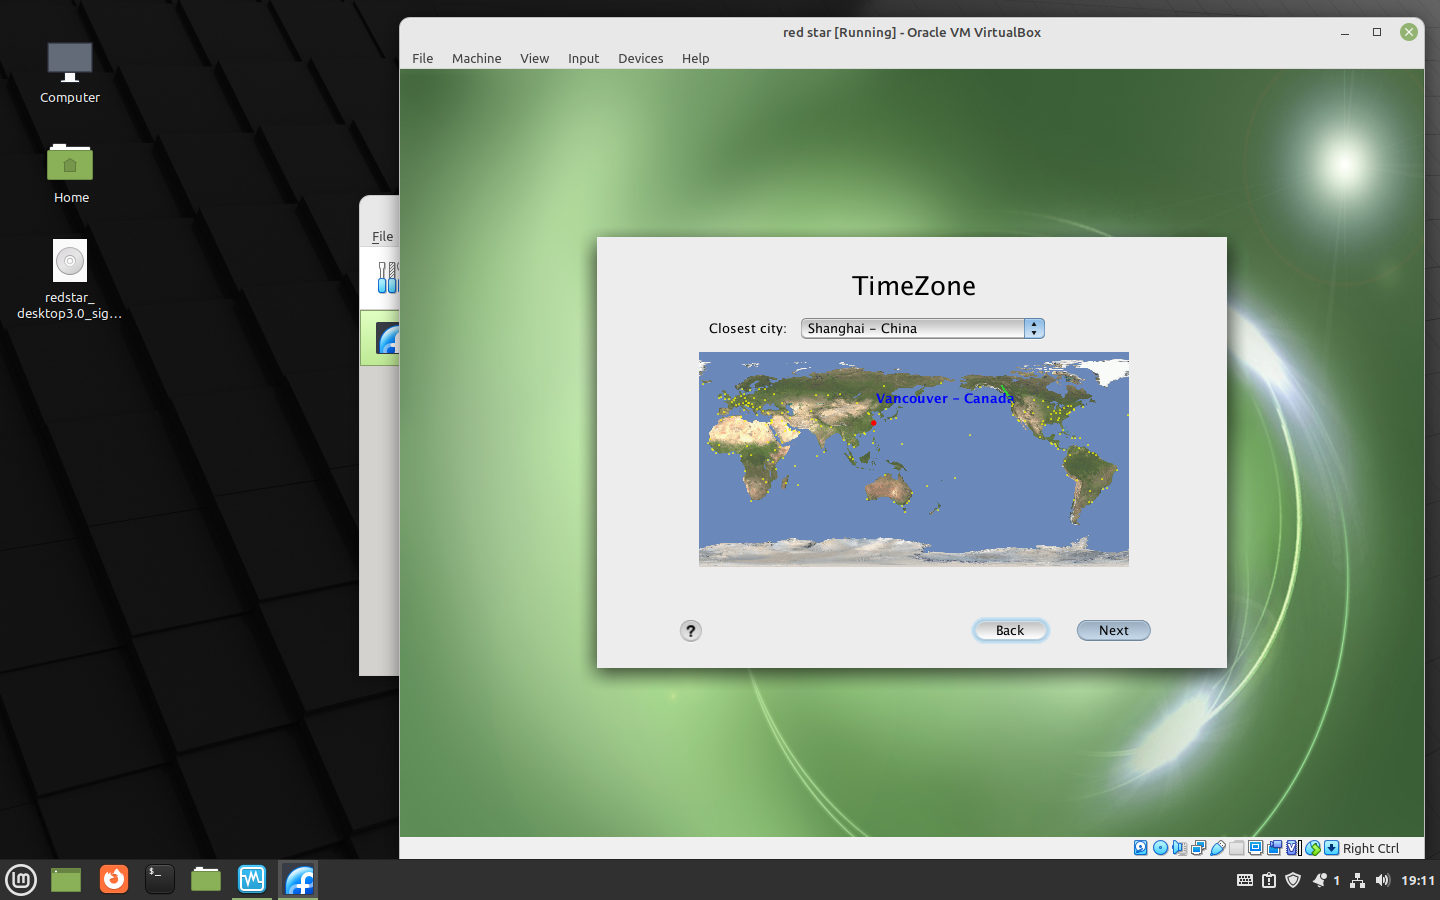 red star [Running] - Oracle VM VirtualBox
File Machine View Input Devices Help
Computer
Home
redstar_
desktop3.0_sig...
File
TimeZone
Closest city: Shanghai - China
Vancouver - Canada
? Back Next
Right Ctrl
1 19:11